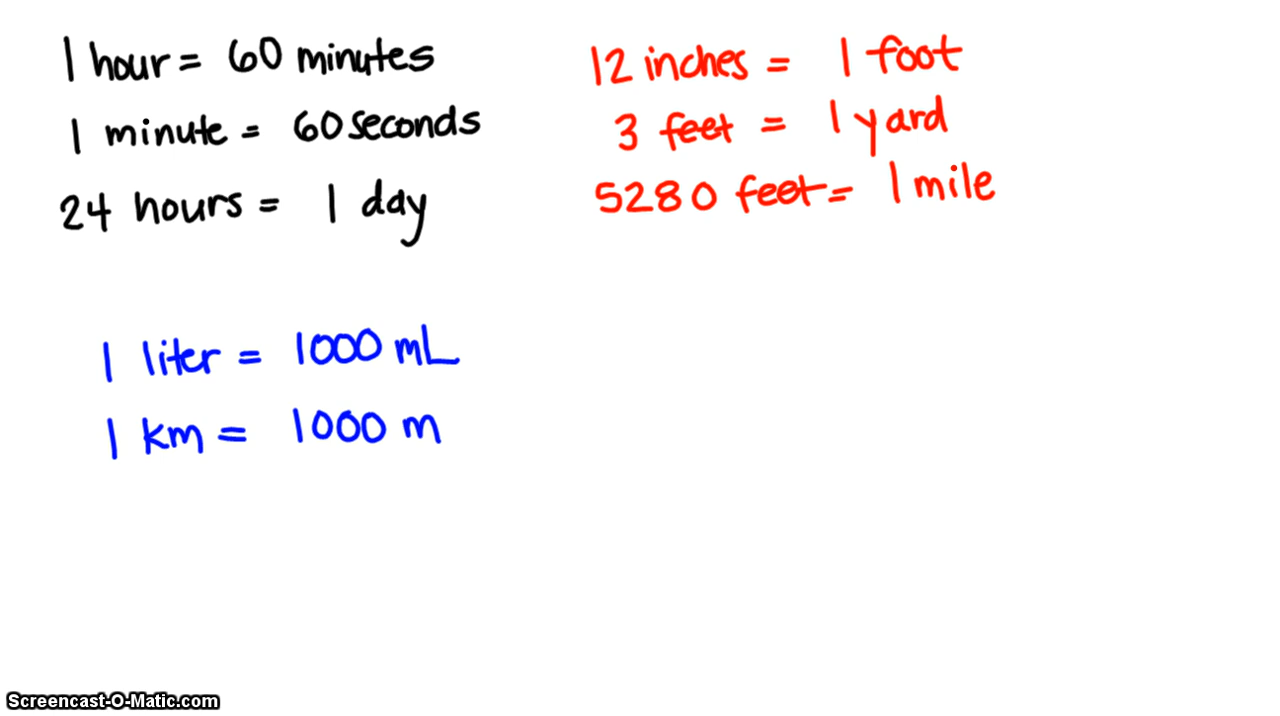 1 hour = 60 minutes
1 minute = 60 seconds
24 hours = 1 day
12 inches = 1 foot
3 feet = 1 yard
5280 feet = 1 mile
1 liter = 1000 mL
1 km = 1000 m
Screencast-O-Matic.com